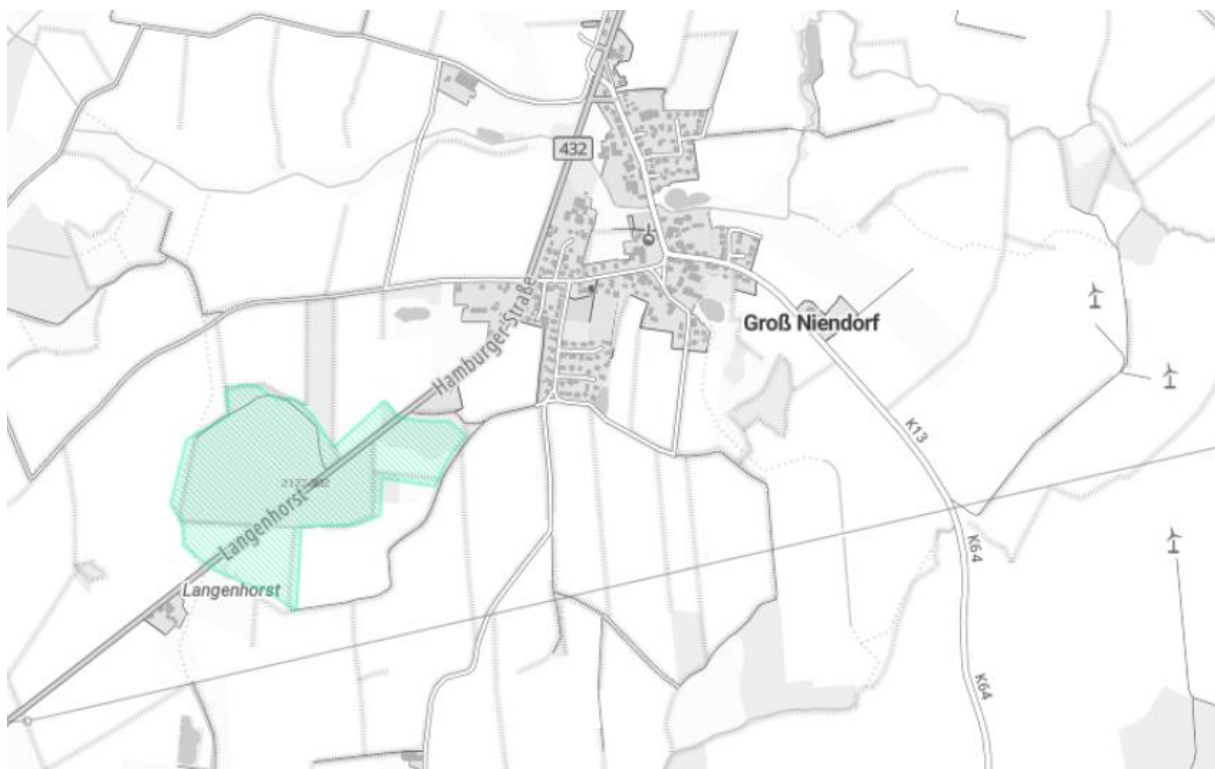 432
Hamburger-Straße
Groß Niendorf
K13
Langenhorst
K64
Langenhorst
K64